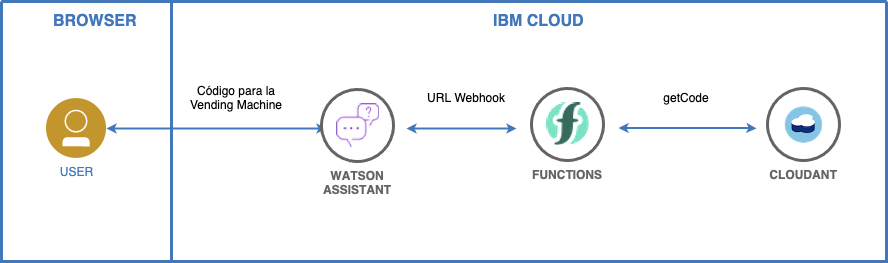 BROWSER
IBM CLOUD
Código para la
Vending Machine
URL Webhook
getCode
USER
WATSON
ASSISTANT
FUNCTIONS
CLOUDANT